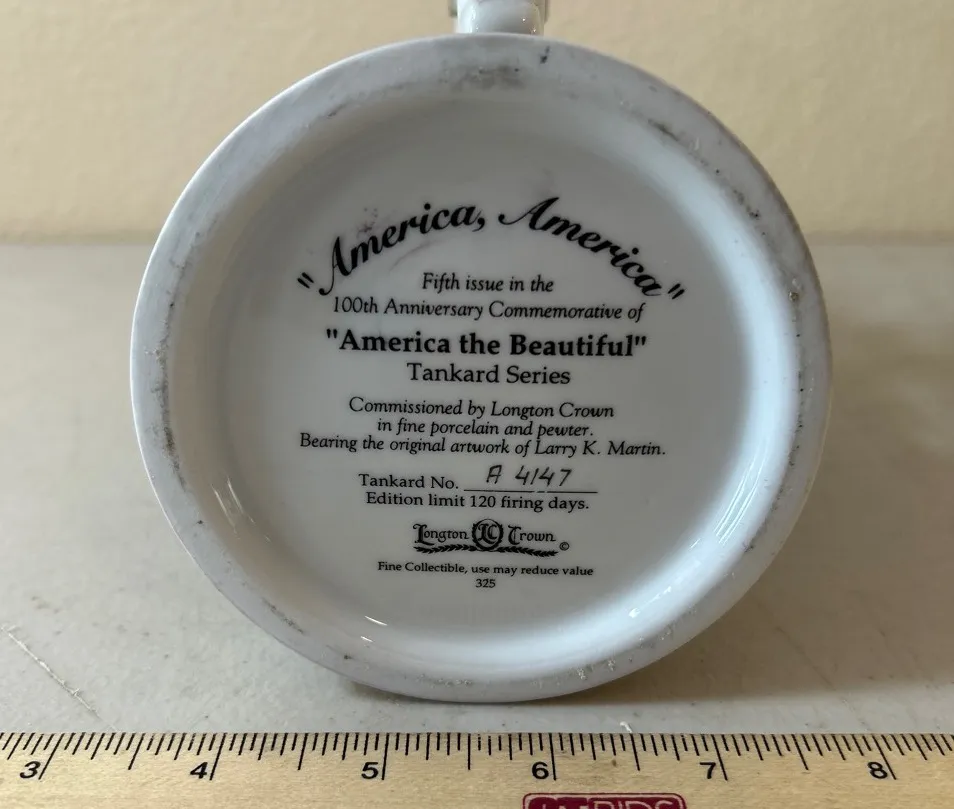 "America, America"
Fifth issue in the
100th Anniversary Commemorative of
"America the Beautiful"
Tankard Series
Commissioned by Longton Crown
in fine porcelain and pewter.
Bearing the original artwork of Larry K. Martin.
Tankard No. A 4147
Edition limit 120 firing days.
Longton LC Crown ©
Fine Collectible, use may reduce value
325
3 4 5 6 7 8